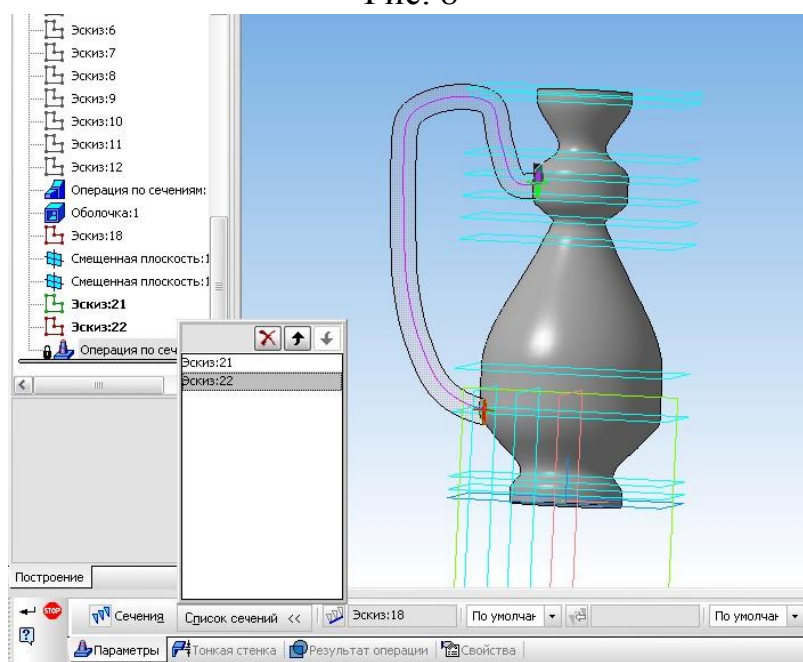 Рис. 8
Эскиз:6
Эскиз:7
Эскиз:8
Эскиз:9
Эскиз:10
Эскиз:11
Эскиз:12
Операция по сечениям:
Оболочка:1
Эскиз:18
Смещенная плоскость:1
Смещенная плоскость:1
Эскиз:21
Эскиз:22
Операция по сеч
Эскиз:21
Эскиз:22
Построение
STOP
Сечения Список сечений << Эскиз:18 По умолчан По умолчан
Параметры Тонкая стенка Результат операции Свойства